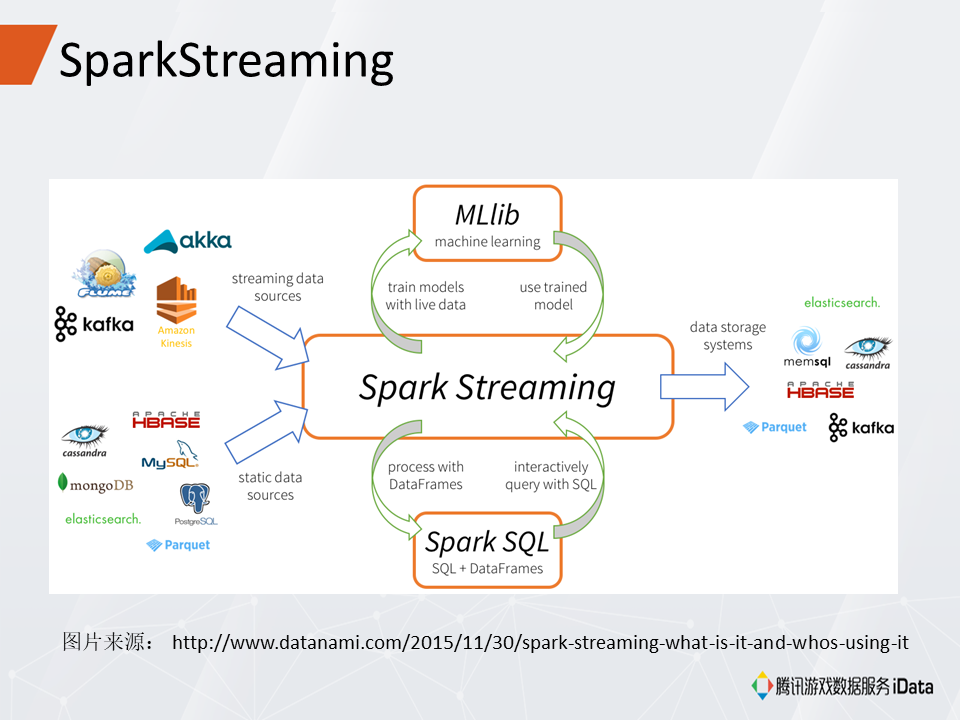 SparkStreaming
MLlib
machine learning
akka
FLUME
kafka
Amazon
Kinesis
streaming data
sources
train models
with live data
use trained
model
Spark Streaming
data storage
systems
elasticsearch.
memsql
cassandra
APACHE
HBASE
Parquet
kafka
APACHE
HBASE
cassandra
MySQL
mongoDB
PostgreSQL
elasticsearch.
Parquet
static data
sources
process with
DataFrames
interactively
query with SQL
Spark SQL
SQL + DataFrames
图片来源: http://www.datanami.com/2015/11/30/spark-streaming-what-is-it-and-whos-using-it
腾讯游戏数据服务 iData